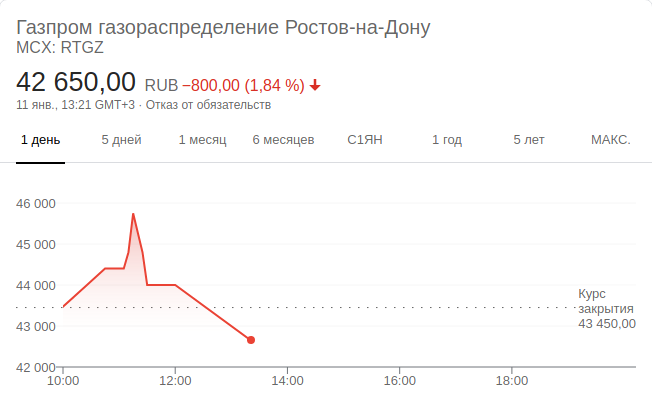 Газпром газораспределение Ростов-на-Дону
MCX: RTGZ
42 650,00 RUB −800,00 (1,84 %)
11 янв., 13:21 GMT+3 · Отказ от обязательств
1 день 5 дней 1 месяц 6 месяцев С1ЯН 1 год 5 лет МАКС.
46 000
45 000
44 000
Курс
закрытия
43 450,00
43 000
42 000
10:00 12:00 14:00 16:00 18:00